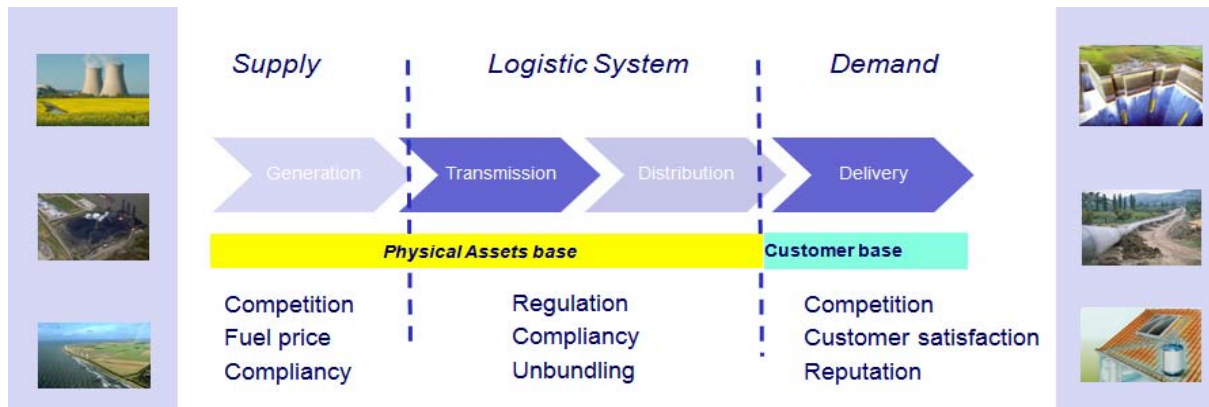 Supply
Logistic System
Demand
Generation
Transmission
Distribution
Delivery
Physical Assets base
Customer base
Competition
Fuel price
Compliancy
Regulation
Compliancy
Unbundling
Competition
Customer satisfaction
Reputation